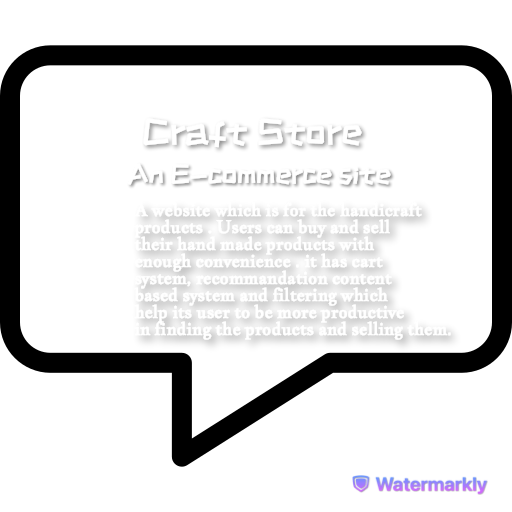 Craft Store
An E-commerce site
A website which is for the handicraft
products . Users can buy and sell
their hand made products with
enough convenience . it has cart
system, recommandation content
based system and filtering which
help its user to be more productive
in finding the products and selling them.
Watermarkly